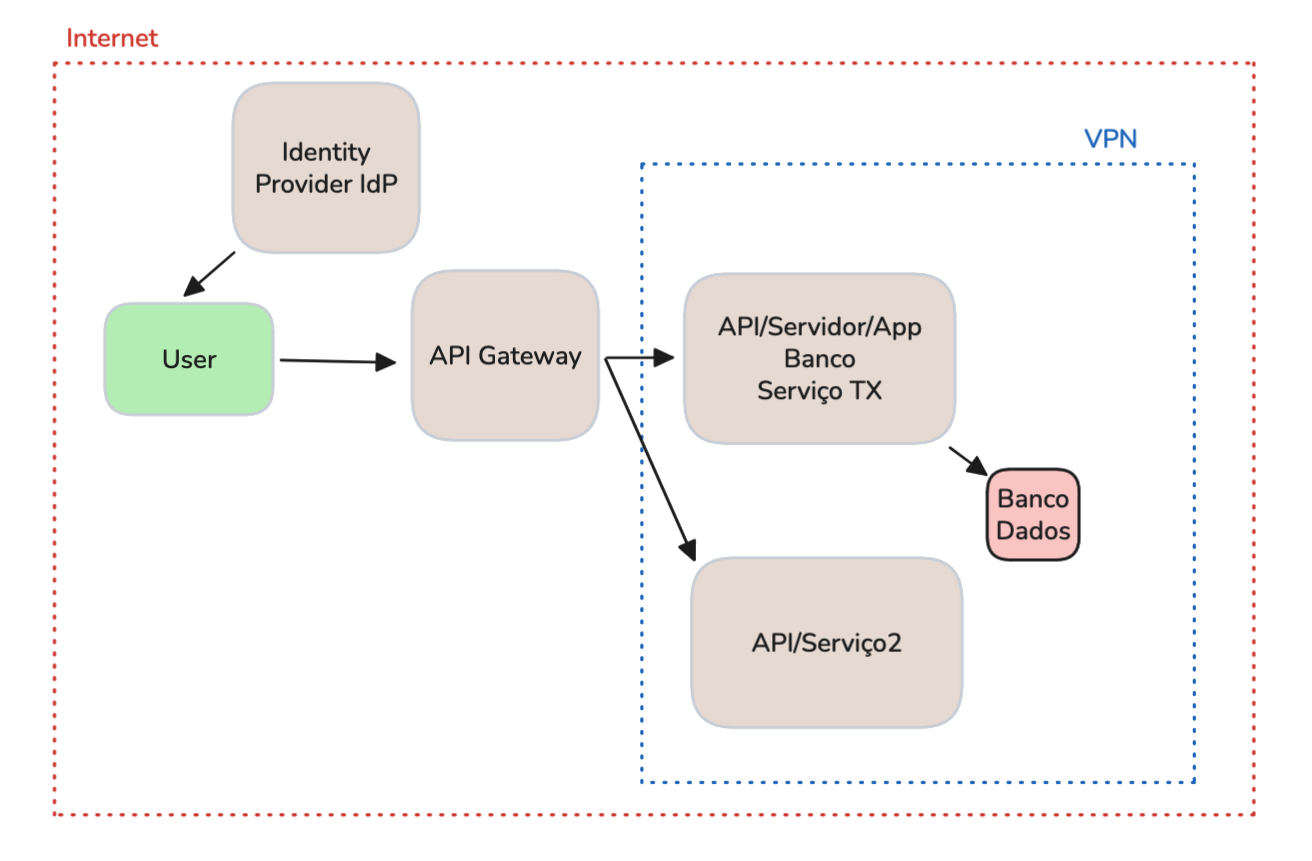 Internet
Identity
Provider IdP
VPN
User
API Gateway
API/Servidor/App
Banco
Serviço TX
Banco
Dados
API/Serviço2